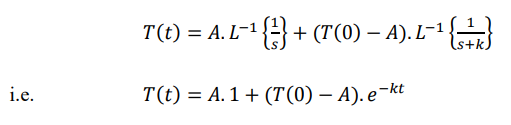 T(t) = A. L⁻¹ {1/s} + (T(0) − A). L⁻¹ {1/(s+k)}
i.e. T(t) = A. 1 + (T(0) − A). e⁻ᵏᵗ